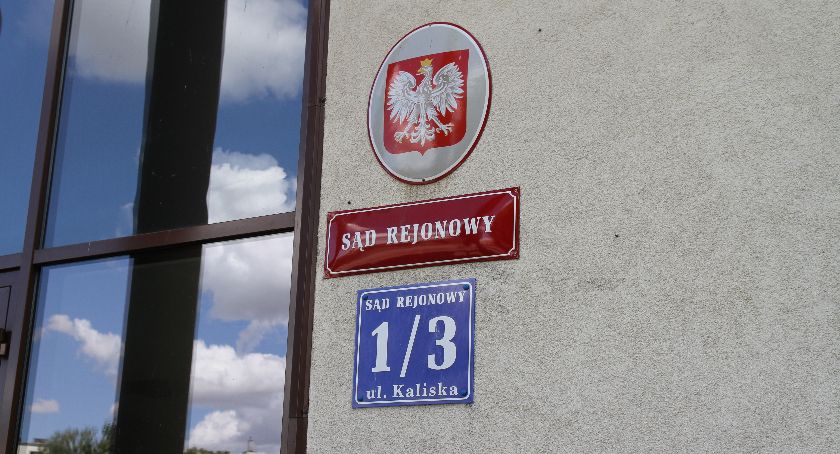 SĄD REJONOWY
SĄD REJONOWY
1/3
ul. Kaliska